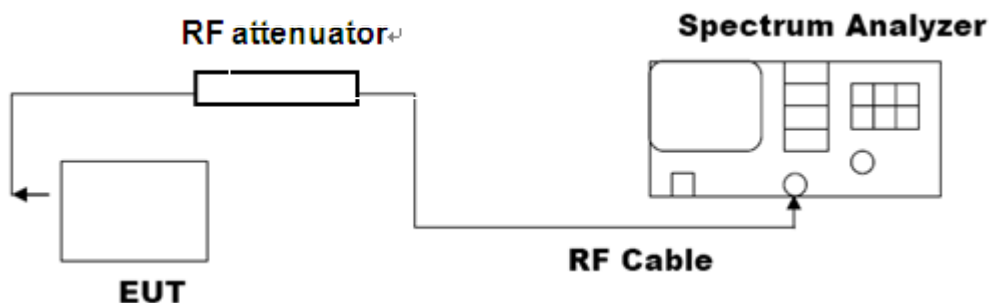 RF attenuator↵
Spectrum Analyzer
RF Cable
EUT